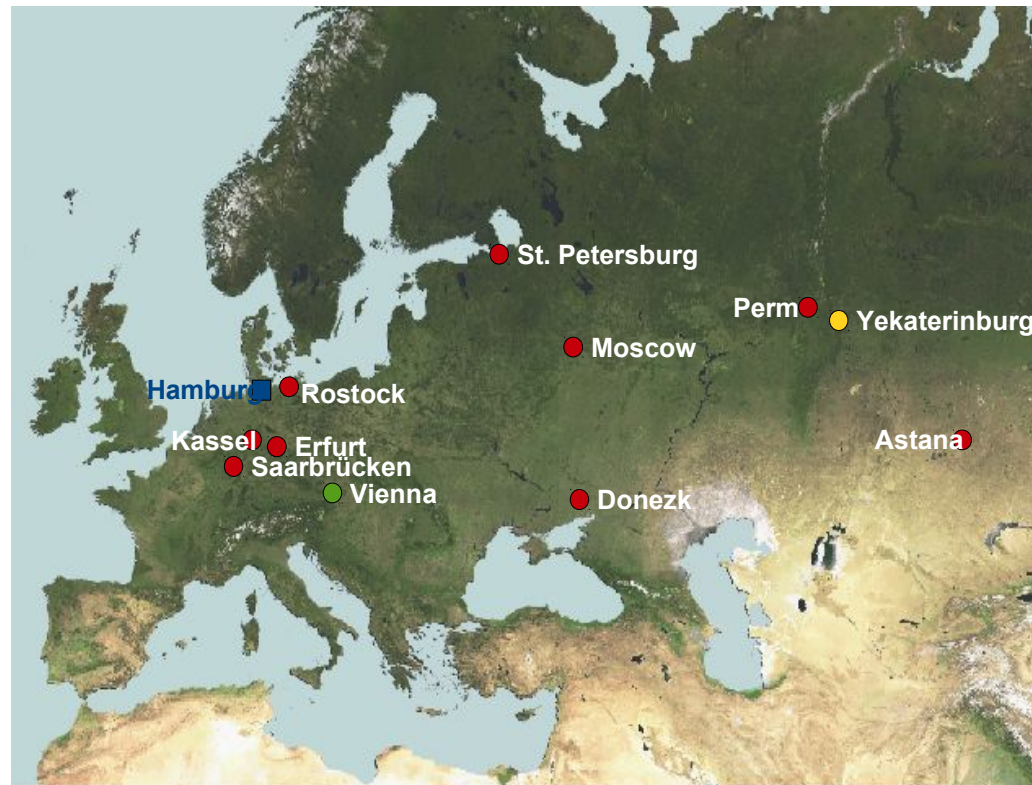 St. Petersburg
Perm
Yekaterinburg
Moscow
Hamburg
Rostock
Kassel
Erfurt
Astana
Saarbrücken
Vienna
Donezk